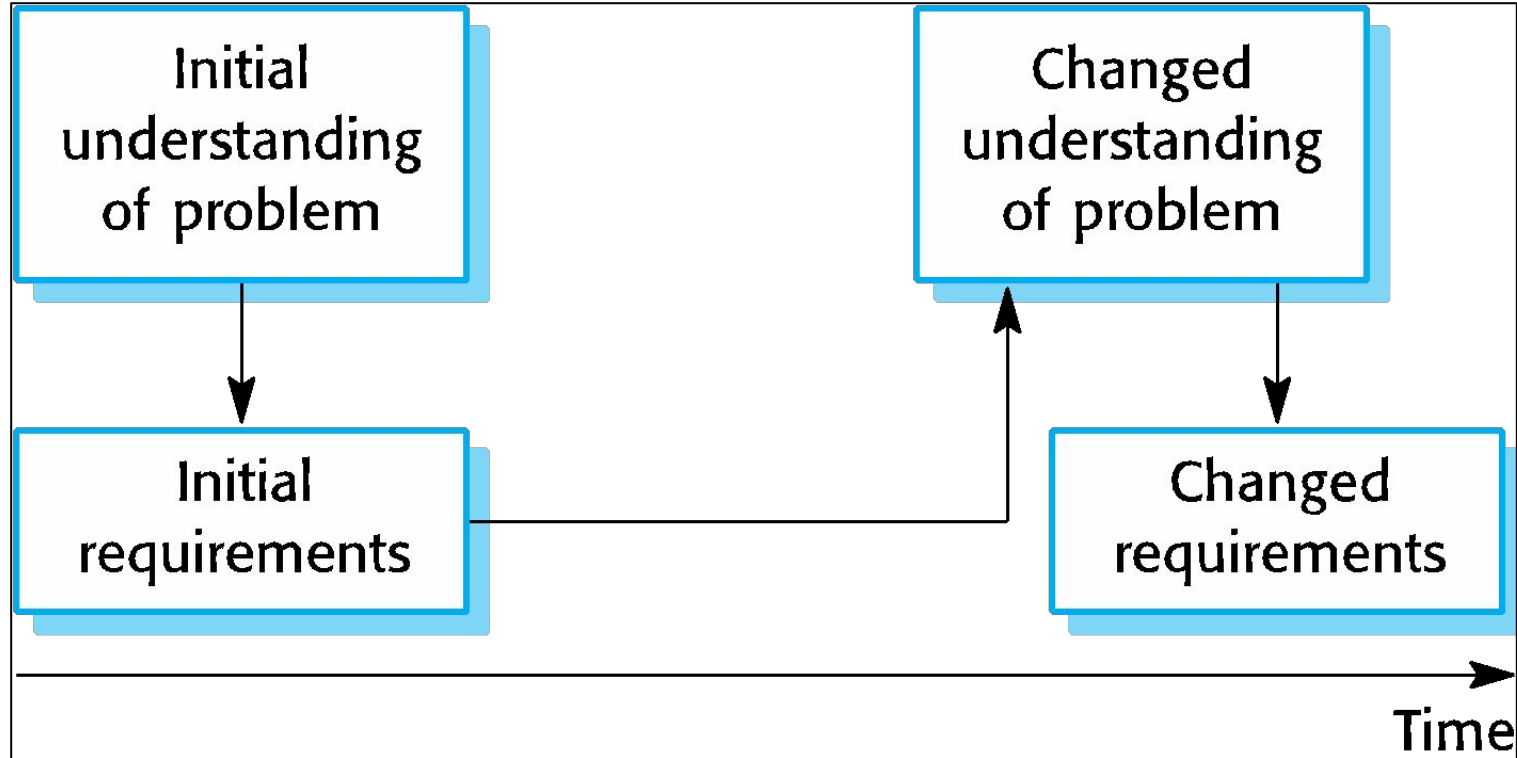 Initial
understanding
of problem
Changed
understanding
of problem
Initial
requirements
Changed
requirements
Time